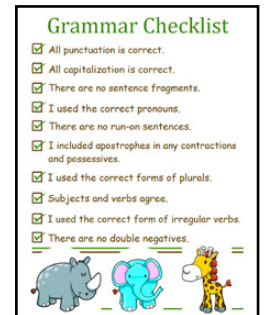 Grammar Checklist
All punctuation is correct.
All capitalization is correct.
There are no sentence fragments.
I used the correct pronouns.
There are no run-on sentences.
I included apostrophes in any contractions
and possessives.
I used the correct forms of plurals.
Subjects and verbs agree.
I used the correct form of irregular verbs.
There are no double negatives.